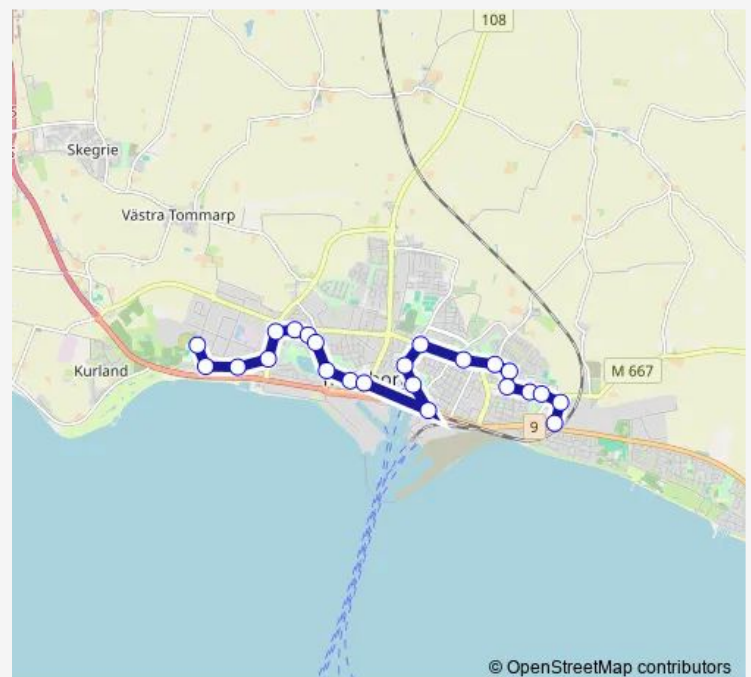 108
Skegrie
Västra Tommarp
Kurland
M 667
9
© OpenStreetMap contributors